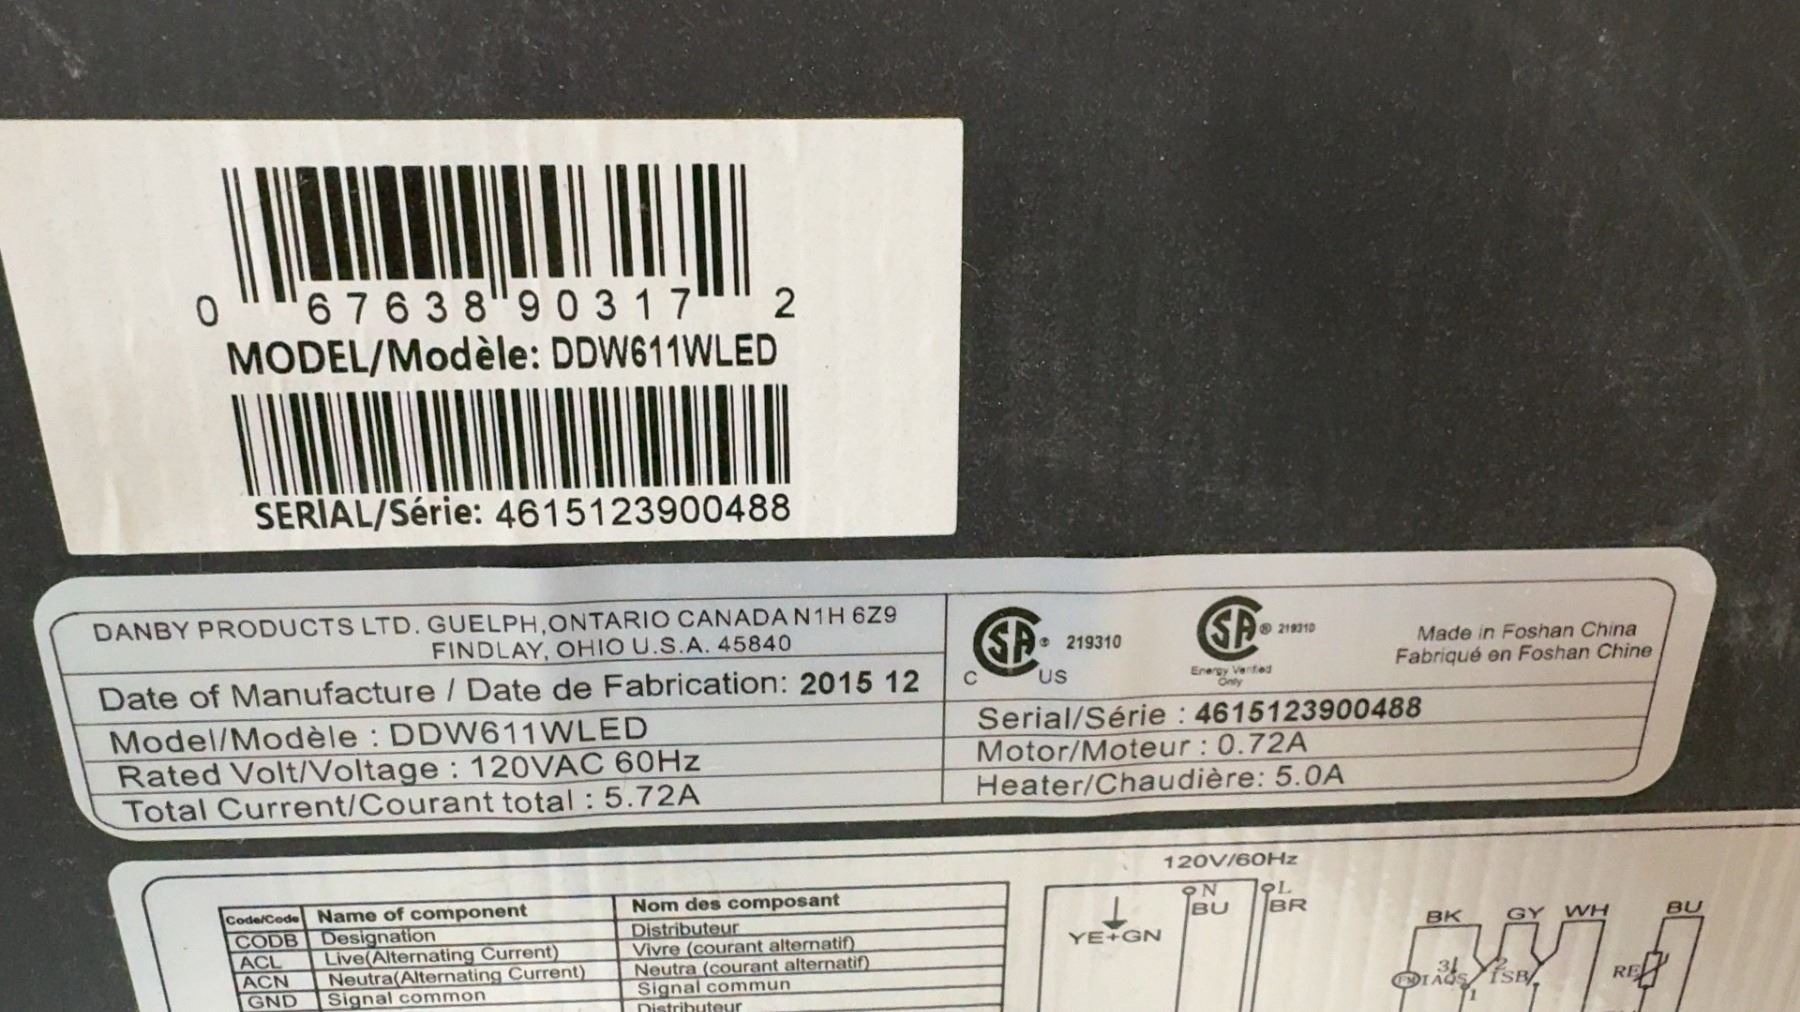 0 67638 90317 2
MODEL/Modèle: DDW611WLED
SERIAL/Série: 4615123900488
DANBY PRODUCTS LTD. GUELPH, ONTARIO CANADA N1H 6Z9
FINDLAY, OHIO U.S.A. 45840
Date of Manufacture / Date de Fabrication: 2015 12
Model/Modèle : DDW611WLED
Rated Volt/Voltage : 120VAC 60Hz
Total Current/Courant total : 5.72A
SA ® 219310
C US
SA ® 219310
Energy Verified
Only
Made in Foshan China
Fabriqué en Foshan Chine
Serial/Série : 4615123900488
Motor/Moteur : 0.72A
Heater/Chaudière: 5.0A
Code/Code Name of component Nom des composant
CODB Designation Distributeur
ACL Live(Alternating Current) Vivre (courant alternatif)
ACN Neutra(Alternating Current) Neutra (courant alternatif)
GND Signal common Signal commun
Distributeur
120V/60Hz
N L
BU BR
YE+GN
BK GY WH BU
3 2
1